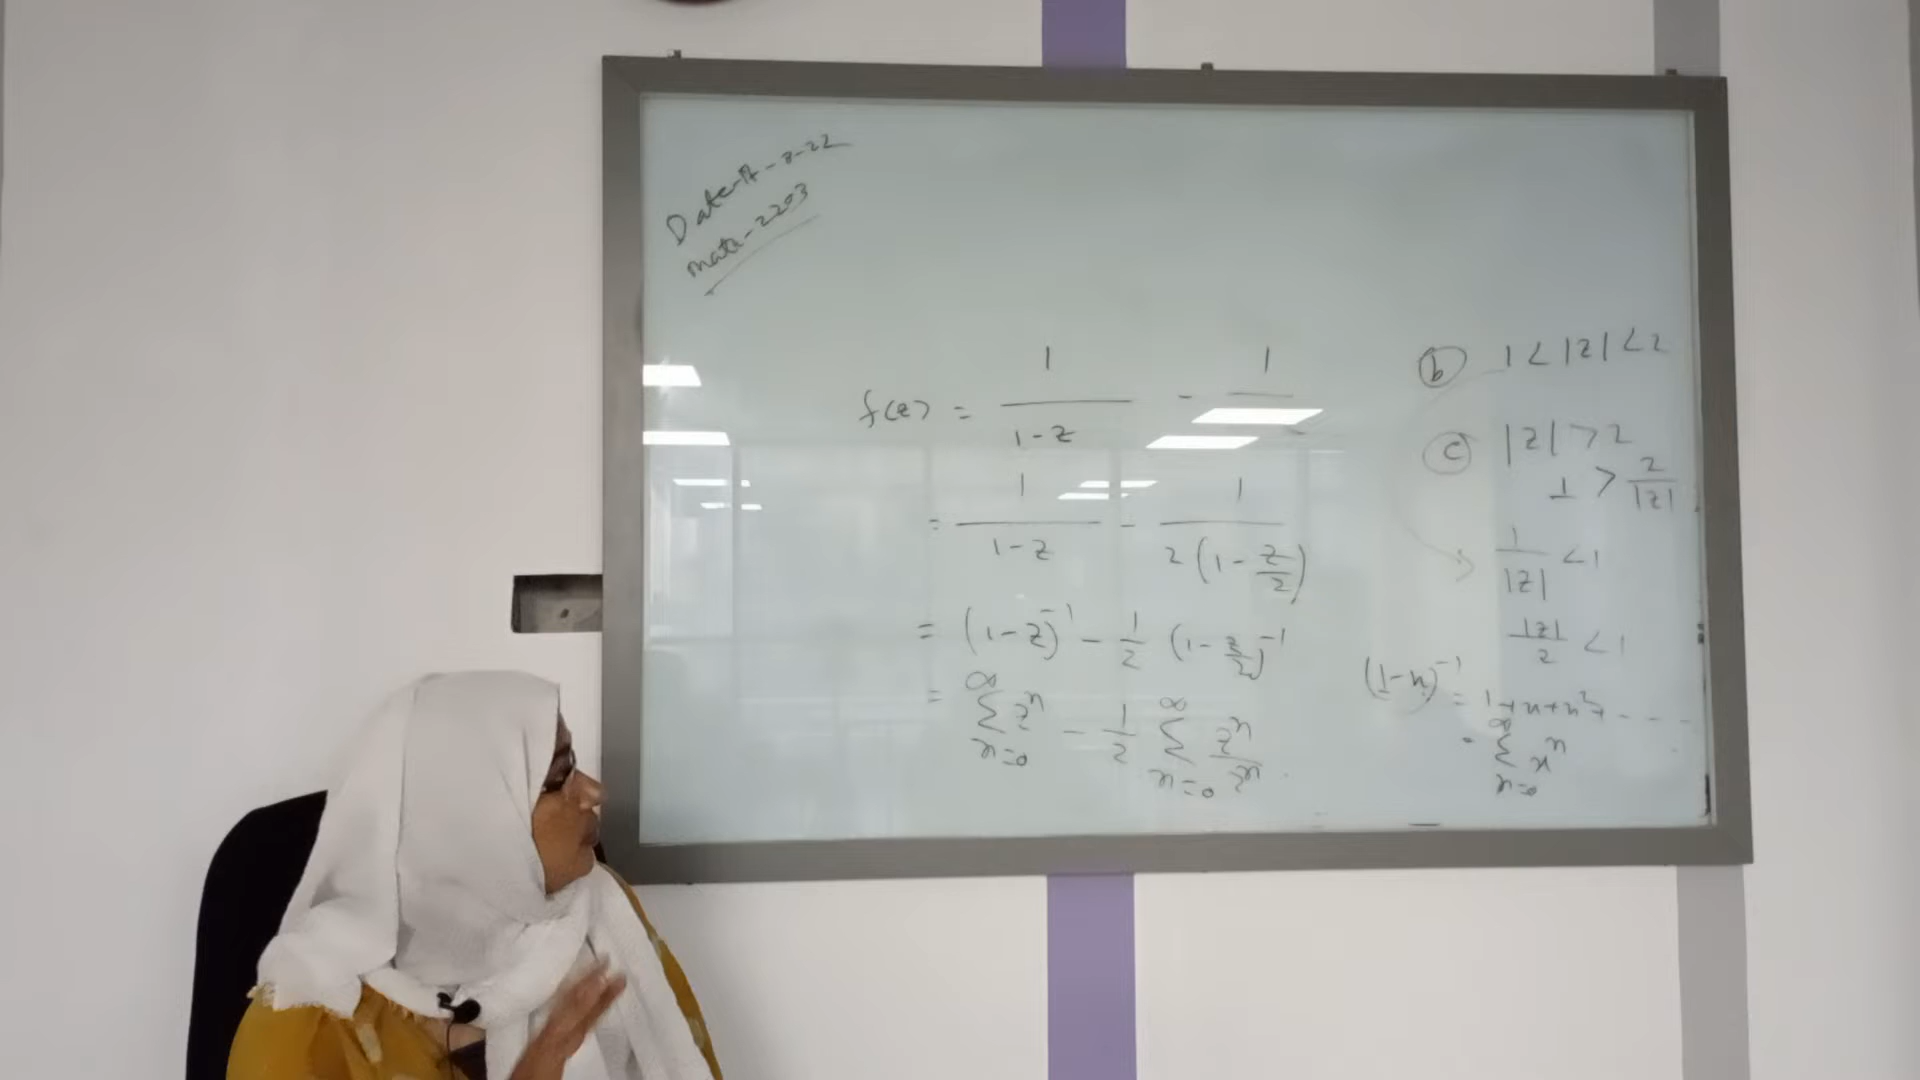 Date-17-8-22
Math-2203
f(z) = 1/(1-z) - 1/
= 1/(1-z) - 1/(2(1-z/2))
= (1-z)^-1 - 1/2 (1-z/2)^-1
= ∞ Σ n=0 z^n - 1/2 ∞ Σ n=0 z^n/2^n
(b) 1<|z|<2
(c) |z|>2
1 > 2/|z|
1/|z| <1
|z|/2 <1
(1-x)^-1 = 1+x+x^2+----
= ∞ Σ n=0 x^n